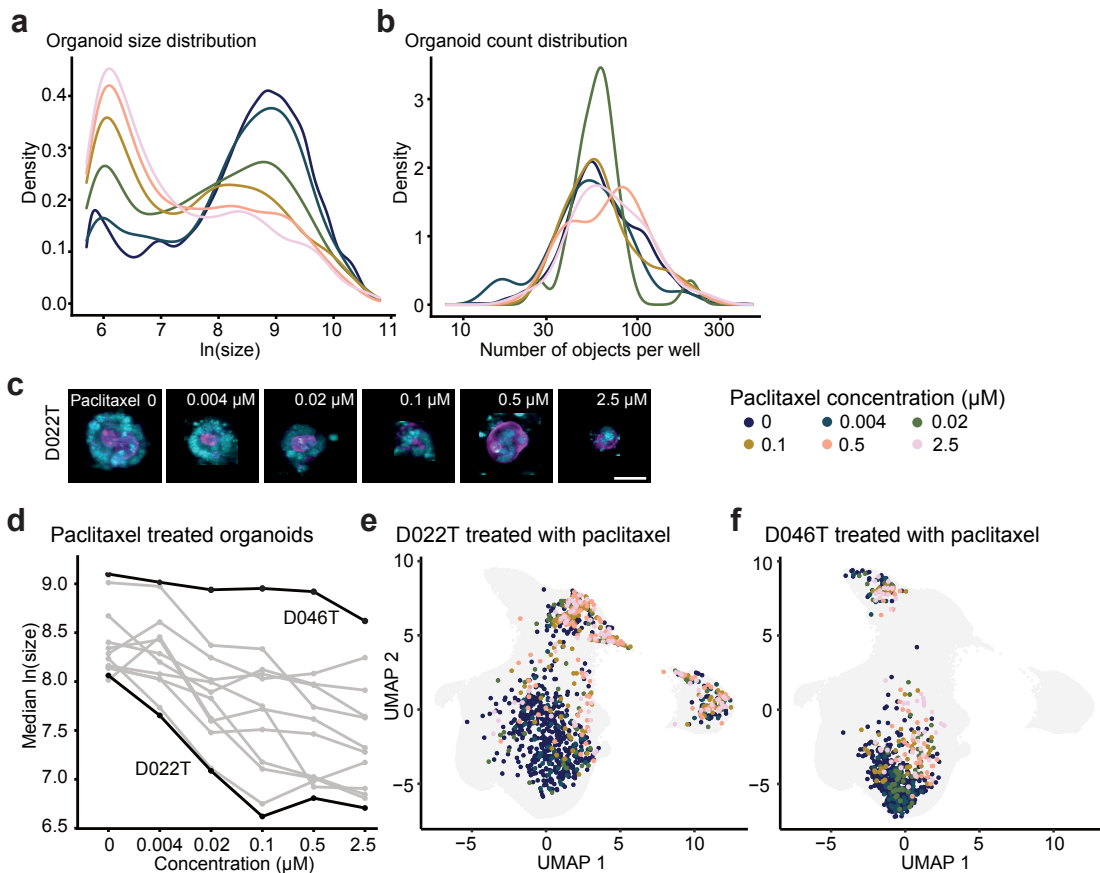 a
Organoid size distribution
Density
0.4
0.3
0.2
0.1
0.0
6 7 8 9 10 11
ln(size)
b
Organoid count distribution
Density
3
2
1
0
10 30 100 300
Number of objects per well
c
D022T
Paclitaxel 0
0.004 µM
0.02 µM
0.1 µM
0.5 µM
2.5 µM
Paclitaxel concentration (µM)
0 0.004 0.02
0.1 0.5 2.5
d
Paclitaxel treated organoids
Median ln(size)
9.0
8.5
8.0
7.5
7.0
6.5
D046T
D022T
0 0.004 0.02 0.1 0.5 2.5
Concentration (µM)
e
D022T treated with paclitaxel
UMAP 2
10
5
0
−5
−5 0 5 10
UMAP 1
f
D046T treated with paclitaxel
10
5
0
−5
−5 0 5 10
UMAP 1